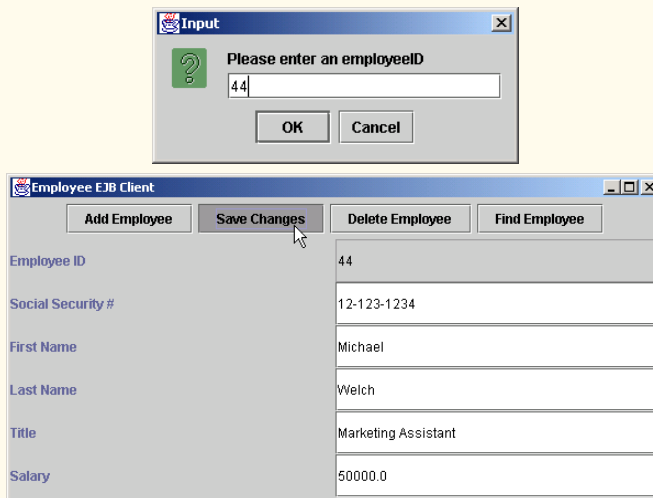 Input
Please enter an employeeID
44
OK Cancel
Employee EJB Client
Add Employee Save Changes Delete Employee Find Employee
Employee ID 44
Social Security # 12-123-1234
First Name Michael
Last Name Welch
Title Marketing Assistant
Salary 50000.0